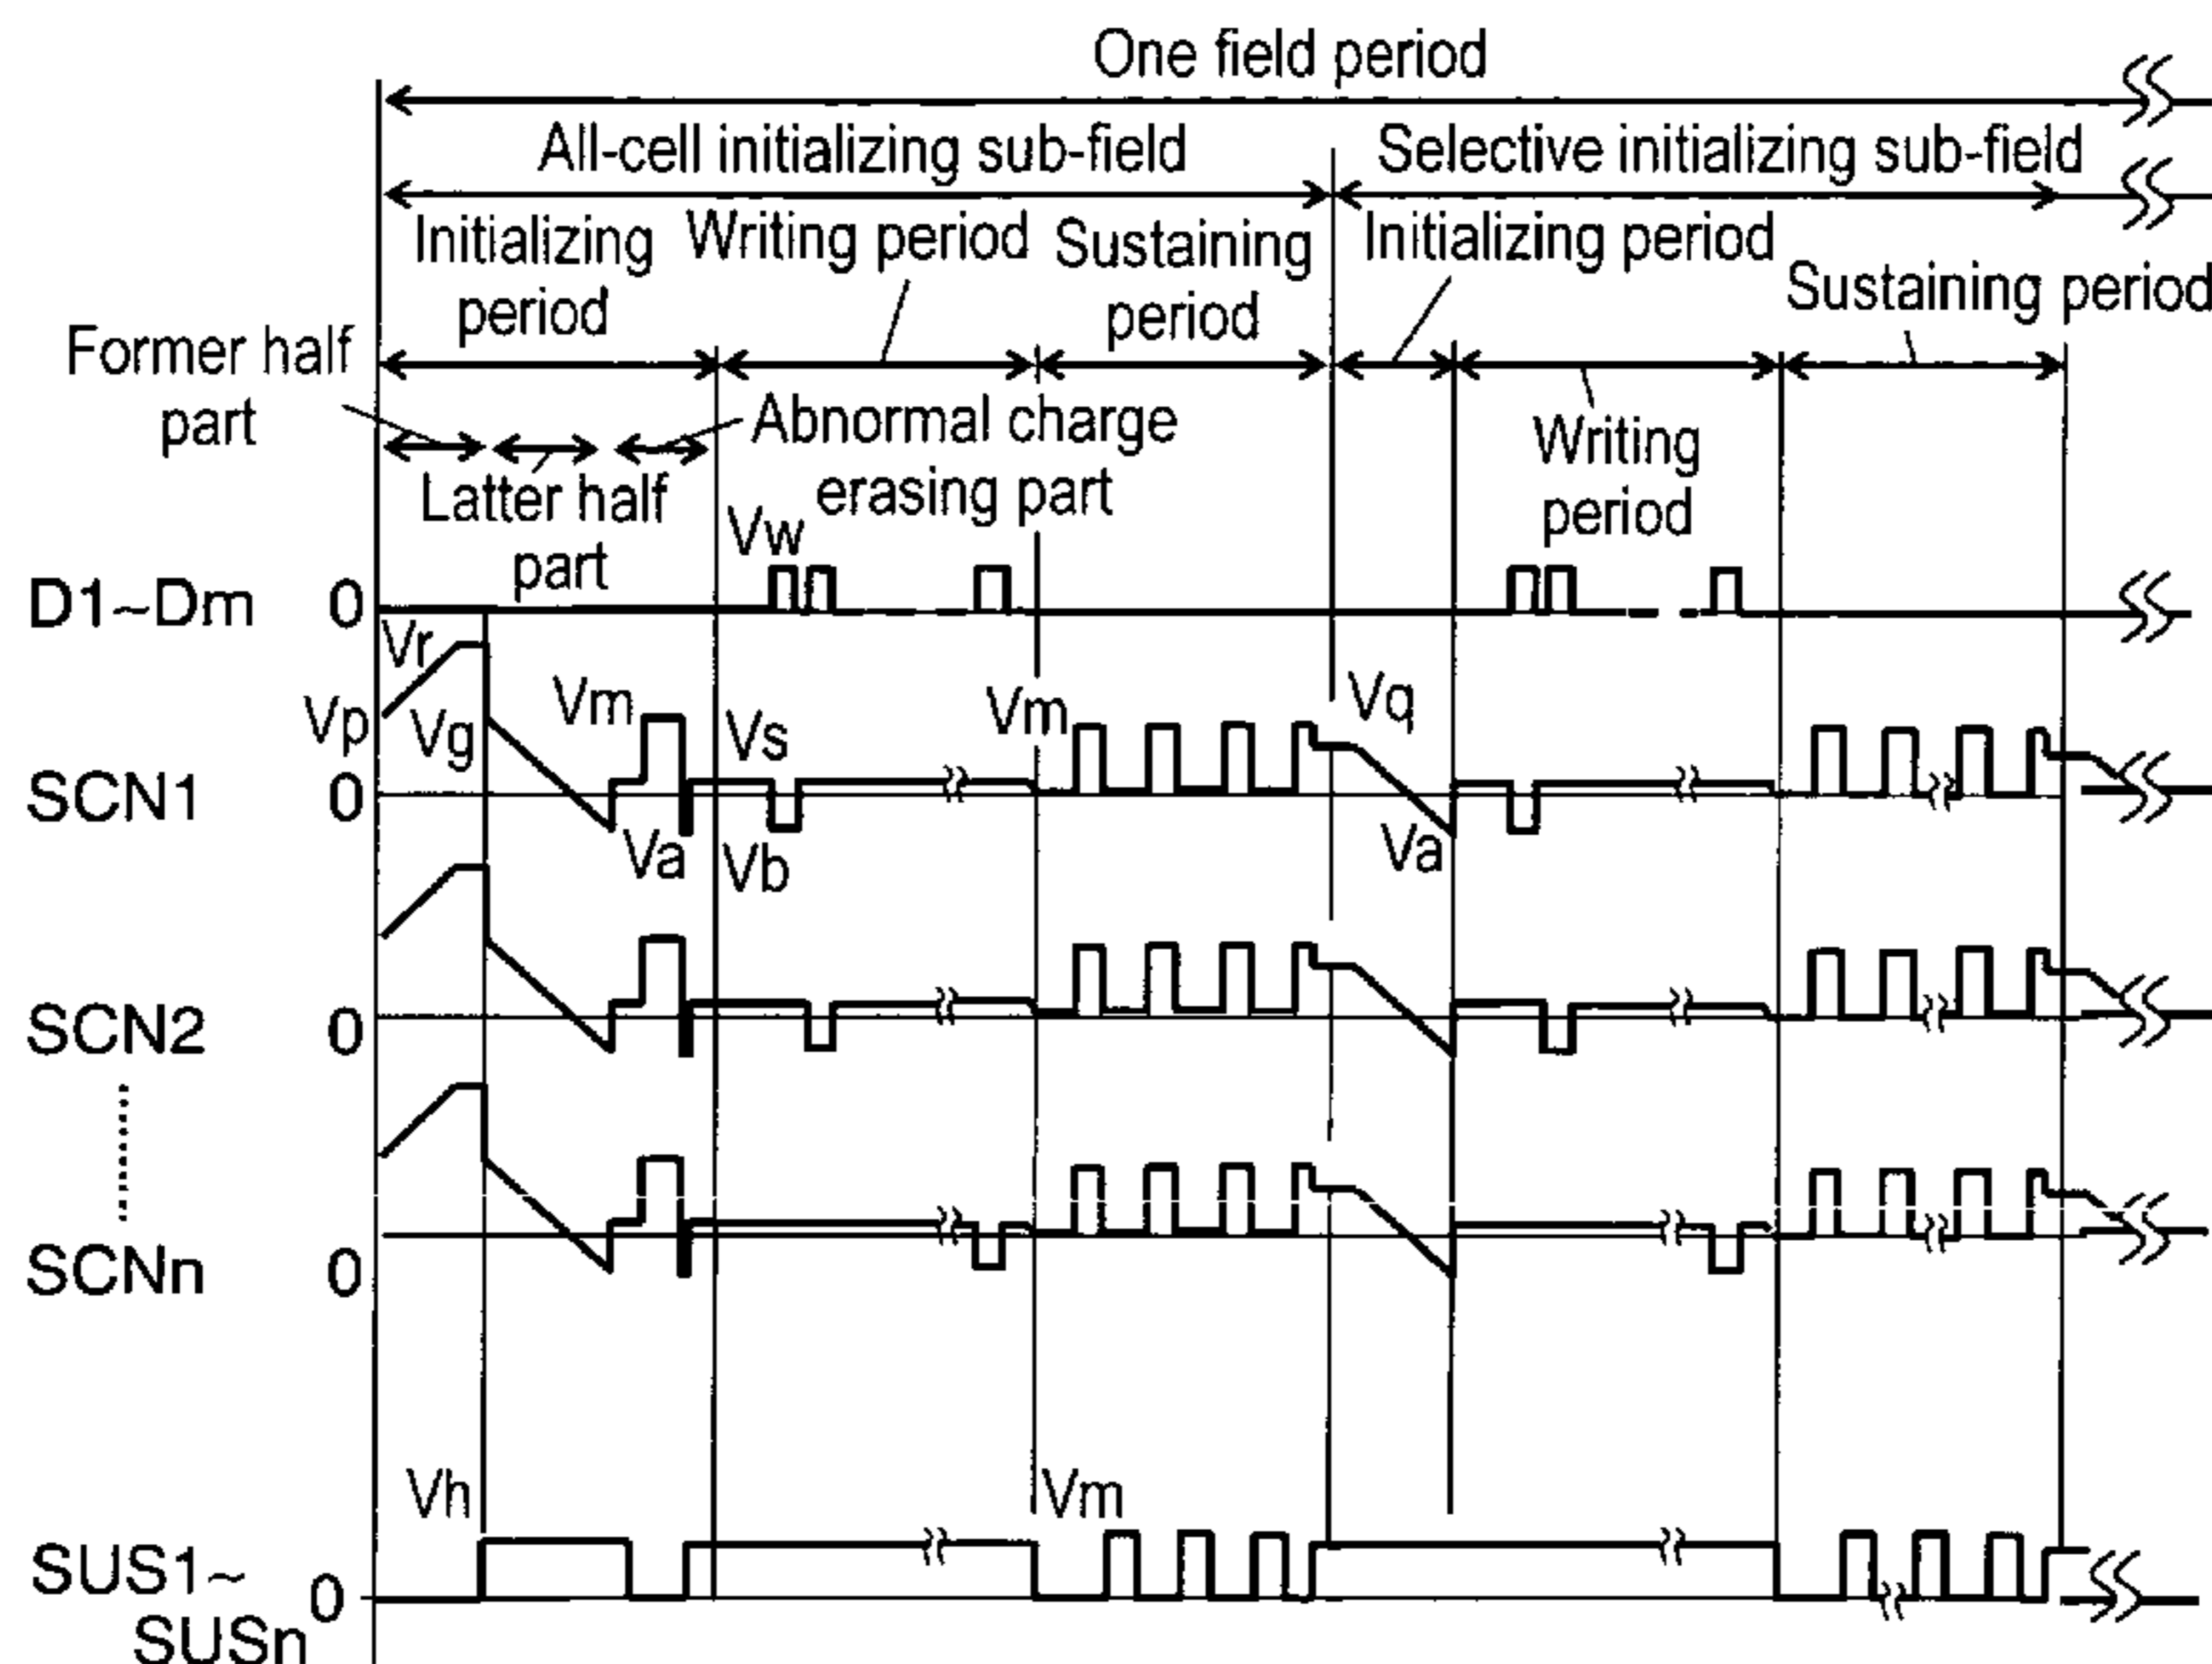 One field period
All-cell initializing sub-field
Selective initializing sub-field
Initializing
period
Writing period
Sustaining
period
Initializing period
Sustaining period
Former half
part
Latter half
part
Abnormal charge
erasing part
Writing
period
Vw
D1~Dm 0
Vr
Vp
Vg
Vm
Vs
Vm
Vq
SCN1 0
Va
Vb
Va
SCN2 0
SCNn 0
Vh
Vm
SUS1~
SUSn 0